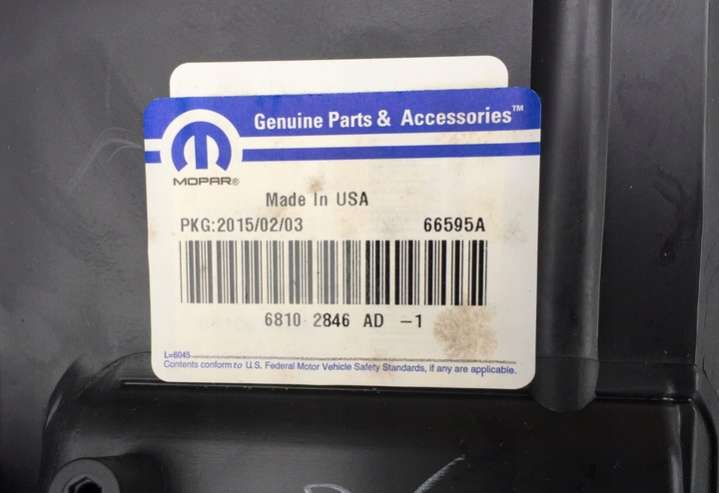 Genuine Parts & Accessories™
MOPAR®
Made In USA
PKG:2015/02/03 66595A
6810 2846 AD -1
L=6045
Contents conform to U.S. Federal Motor Vehicle Safety Standards, if any are applicable.